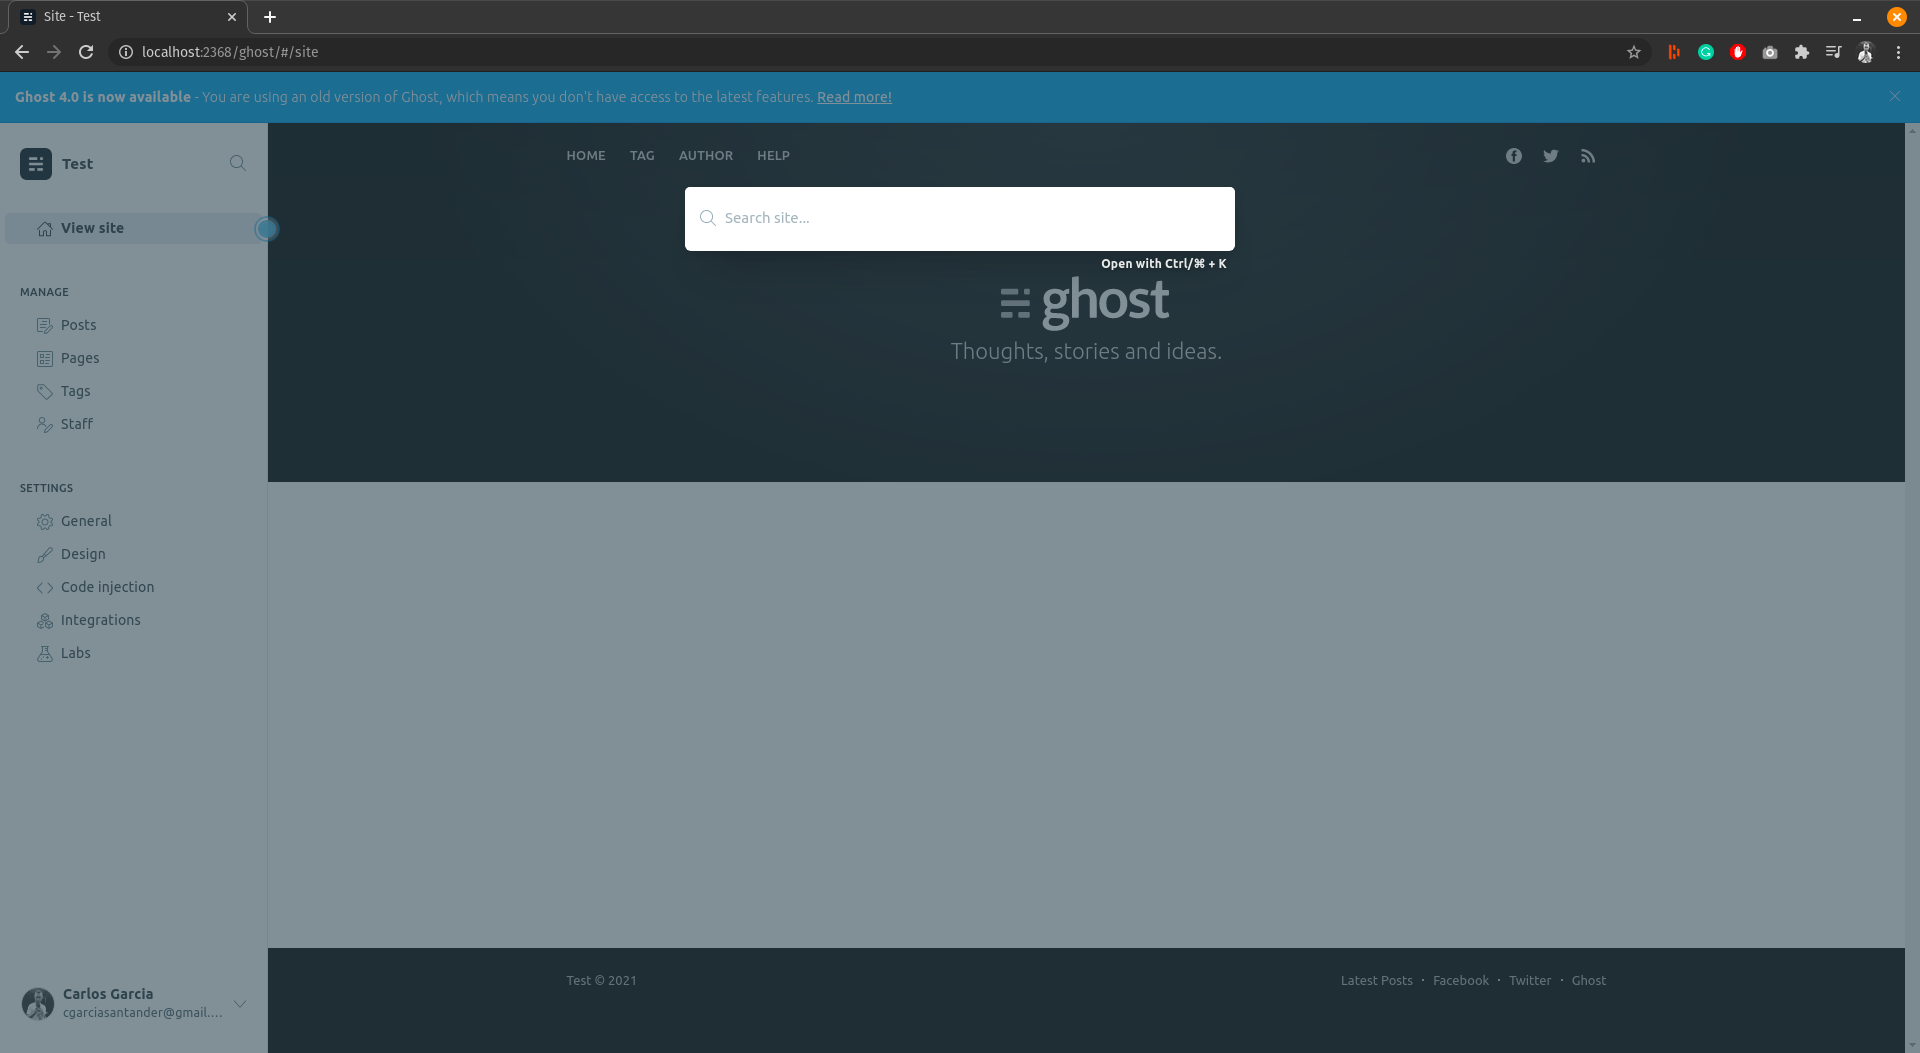 Site - Test
localhost:2368/ghost/#/site
Ghost 4.0 is now available - You are using an old version of Ghost, which means you don't have access to the latest features. Read more!
Test
View site
MANAGE
Posts
Pages
Tags
Staff
SETTINGS
General
Design
Code injection
Integrations
Labs
Carlos Garcia
cgarciasantander@gmail....
HOME TAG AUTHOR HELP
Search site...
Open with Ctrl/⌘ + K
ghost
Thoughts, stories and ideas.
Test © 2021
Latest Posts • Facebook • Twitter • Ghost